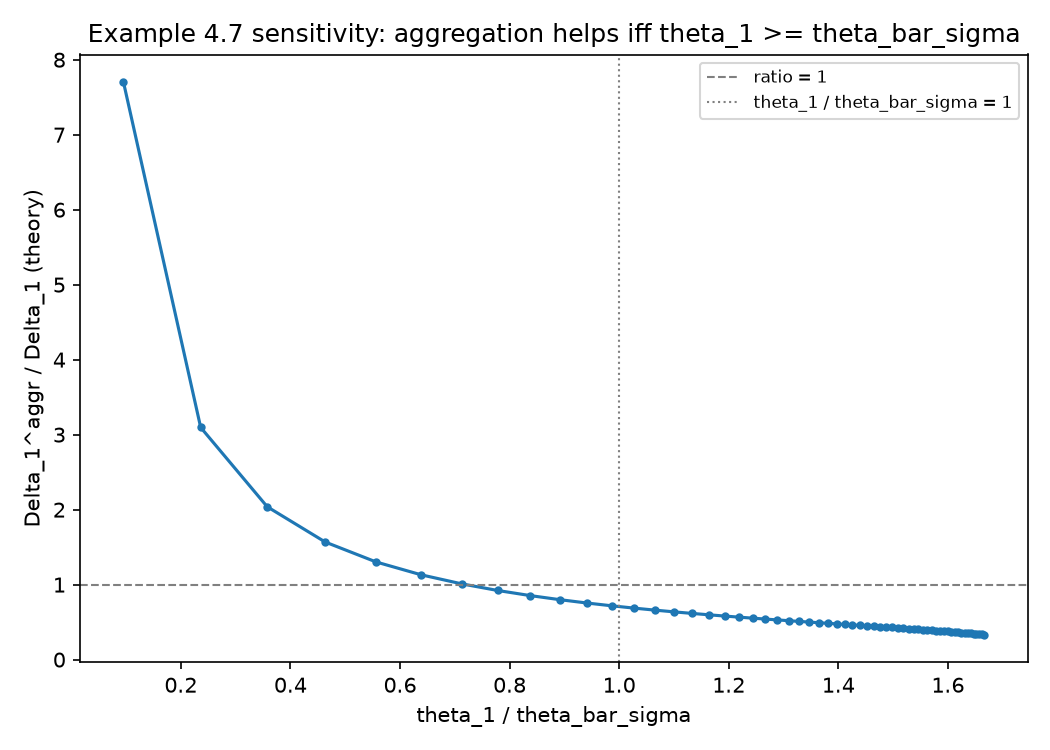 Example 4.7 sensitivity: aggregation helps iff theta_1 >= theta_bar_sigma
ratio = 1
theta_1 / theta_bar_sigma = 1
Delta_1^aggr / Delta_1 (theory)
8
7
6
5
4
3
2
1
0
0.2 0.4 0.6 0.8 1.0 1.2 1.4 1.6
theta_1 / theta_bar_sigma